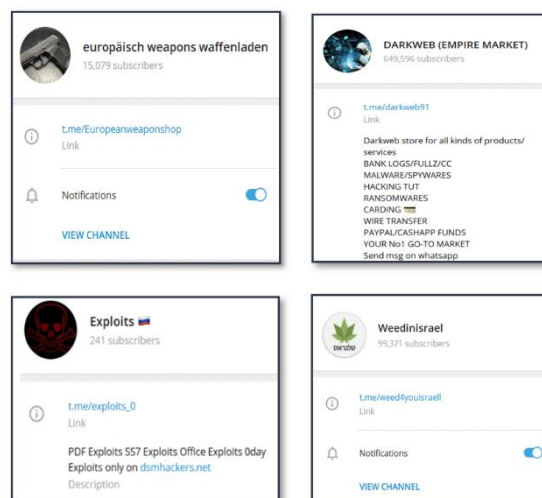 europäisch weapons waffenladen
15,079 subscribers
t.me/Europeanweaponshop
Link
Notifications
VIEW CHANNEL
DARKWEB (EMPIRE MARKET)
649,596 subscribers
t.me/darkweb91
Link
Darkweb store for all kinds of products/
services
BANK LOGS/FULLZ/CC
MALWARE/SPYWARES
HACKING TUT
RANSOMWARES
CARDING 💳
WIRE TRANSFER
PAYPAL/CASHAPP FUNDS
YOUR No1 GO-TO MARKET
Send msg on whatsapp
Exploits 🇷🇺
241 subscribers
t.me/exploits_0
Link
PDF Exploits SS7 Exploits Office Exploits 0day
Exploits only on dsmhackers.net
Description
Weedinisrael
99,371 subscribers
t.me/weed4youisraell
Link
Notifications
VIEW CHANNEL